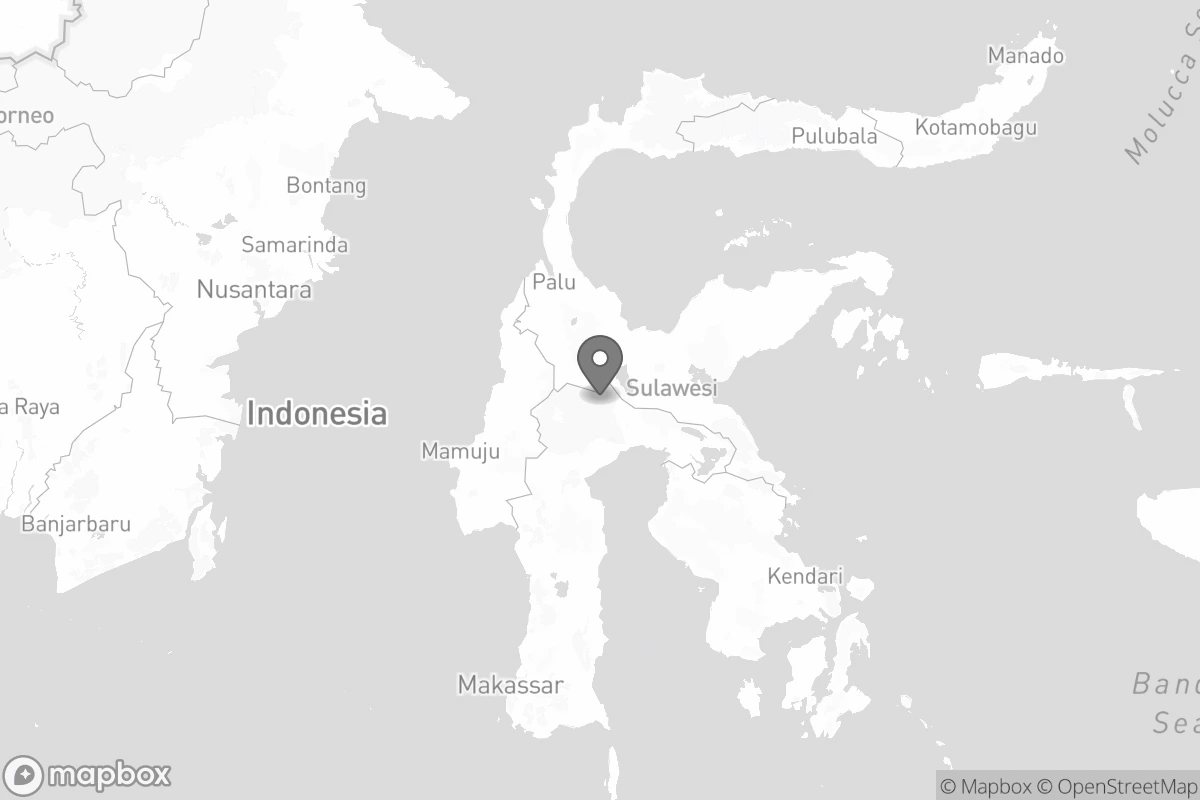 Manado
Molucca S
orneo
Kotamobagu
Pulubala
Bontang
Samarinda
Palu
Nusantara
Sulawesi
a Raya
Indonesia
Mamuju
Banjarbaru
Kendari
Makassar
Banc
Sea
mapbox
© Mapbox © OpenStreetMap